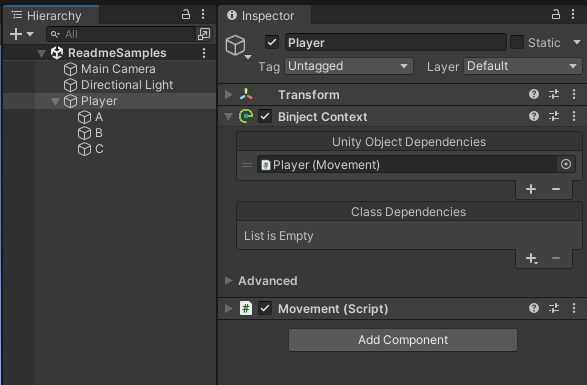 Hierarchy
All
ReadmeSamples
Main Camera
Directional Light
Player
A
B
C
Inspector
Player
Static
Tag Untagged Layer Default
Transform
Binject Context
Unity Object Dependencies
Player (Movement)
Class Dependencies
List is Empty
Advanced
# Movement (Script)
Add Component